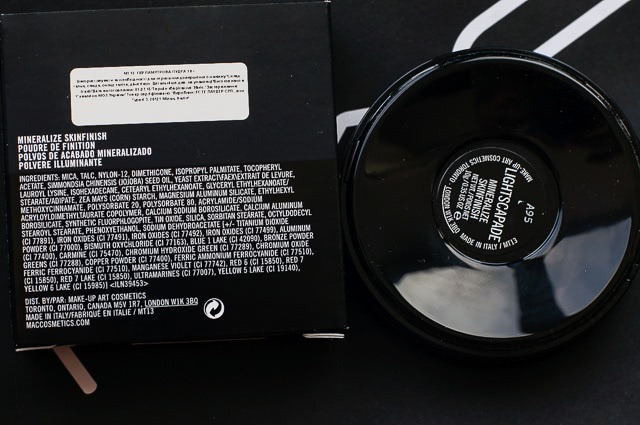 MINERALIZE SKINFINISH
POUDRE DE FINITION
POLVOS DE ACABADO MINERALIZADO
POLVERE ILLUMINANTE
INGREDIENTS: MICA, TALC, NYLON-12, DIMETHICONE, ISOPROPYL PALMITATE, TOCOPHERYL
ACETATE, SIMMONDSIA CHINENSIS (JOJOBA) SEED OIL, YEAST EXTRACT\FAEX\EXTRAIT DE LEVURE,
LAUROYL LYSINE, ISOHEXADECANE, CETEARYL ETHYLHEXANOATE, GLYCERYL ETHYLHEXANOATE/
STEARATE/ADIPATE, ZEA MAYS (CORN) STARCH, MAGNESIUM ALUMINUM SILICATE, ETHYLHEXYL
METHOXYCINNAMATE, POLYSORBATE 20, POLYSORBATE 80, ACRYLAMIDE/SODIUM
ACRYLOYLDIMETHYLTAURATE COPOLYMER, CALCIUM SODIUM BOROSILICATE, CALCIUM ALUMINUM
BOROSILICATE, SYNTHETIC FLUORPHLOGOPITE, TIN OXIDE, SILICA, SORBITAN STEARATE, OCTYLDODECYL
STEAROYL STEARATE, PHENOXYETHANOL, SODIUM DEHYDROACETATE [+/- TITANIUM DIOXIDE
(CI 77891), IRON OXIDES (CI 77491), IRON OXIDES (CI 77492), IRON OXIDES (CI 77499), ALUMINUM
POWDER (CI 77000), BISMUTH OXYCHLORIDE (CI 77163), BLUE 1 LAKE (CI 42090), BRONZE POWDER
(CI 77400), CARMINE (CI 75470), CHROMIUM HYDROXIDE GREEN (CI 77289), CHROMIUM OXIDE
GREENS (CI 77288), COPPER POWDER (CI 77400), FERRIC AMMONIUM FERROCYANIDE (CI 77510),
FERRIC FERROCYANIDE (CI 77510), MANGANESE VIOLET (CI 77742), RED 6 (CI 15850), RED 7
(CI 15850), RED 7 LAKE (CI 15850), ULTRAMARINES (CI 77007), YELLOW 5 LAKE (CI 19140),
YELLOW 6 LAKE (CI 15985)] <ILN39453>
DIST. BY/PAR: MAKE-UP ART COSMETICS
TORONTO, ONTARIO, CANADA M5V 1R7, LONDON W1K 3BQ
MADE IN ITALY/FABRIQUÉ EN ITALIE / MT13
MACCOSMETICS.COM
MAKE-UP ART COSMETICS TORONTO
LIGHTSCAPADE
MINERALIZE
SKINFINISH
MADE IN ITALY
A95